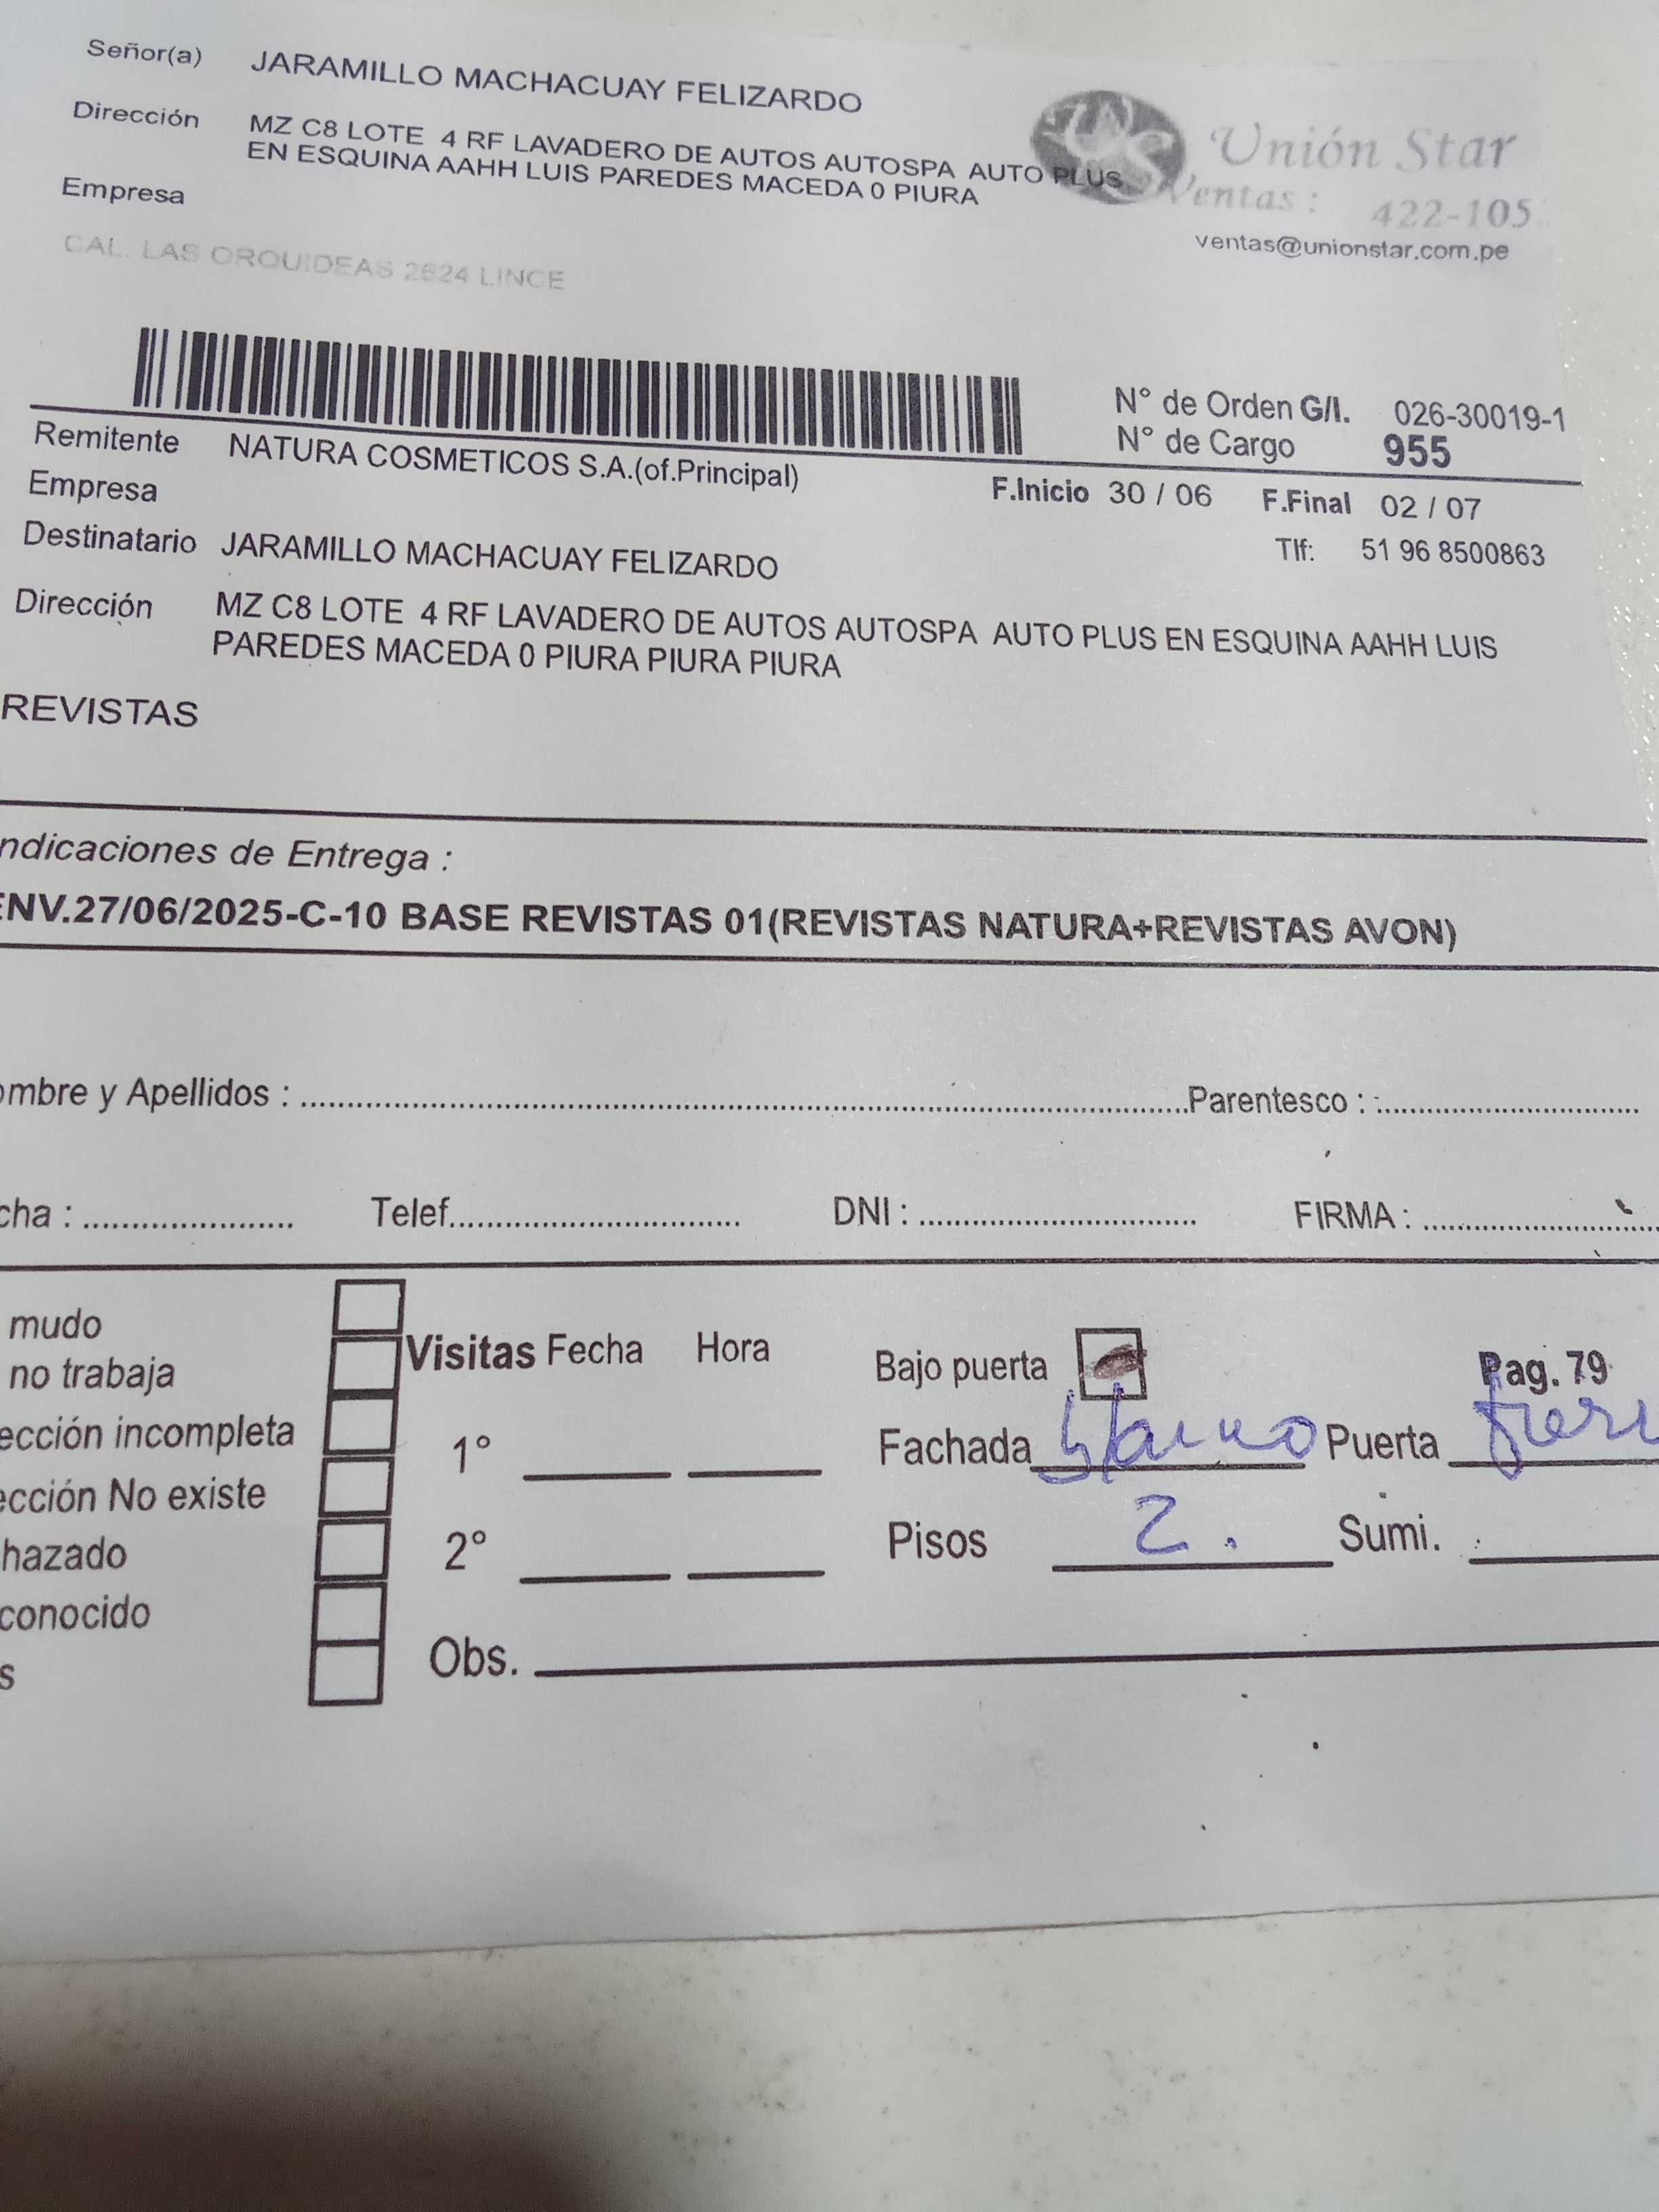 Señor(a) JARAMILLO MACHACUAY FELIZARDO
Dirección MZ C8 LOTE 4 RF LAVADERO DE AUTOS AUTOSPA AUTO PLUS
EN ESQUINA AAHH LUIS PAREDES MACEDA 0 PIURA
Unión Star
Ventas : 422-105
ventas@unionstar.com.pe
Empresa
CAL. LAS ORQUIDEAS 2624 LINCE
N° de Orden G/I. 026-30019-1
N° de Cargo 955
Remitente NATURA COSMETICOS S.A.(of.Principal)
Empresa
F.Inicio 30 / 06 F.Final 02 / 07
Destinatario JARAMILLO MACHACUAY FELIZARDO
Tlf: 51 96 8500863
Dirección MZ C8 LOTE 4 RF LAVADERO DE AUTOS AUTOSPA AUTO PLUS EN ESQUINA AAHH LUIS
PAREDES MACEDA 0 PIURA PIURA PIURA
REVISTAS
ndicaciones de Entrega :
ENV.27/06/2025-C-10 BASE REVISTAS 01(REVISTAS NATURA+REVISTAS AVON)
ombre y Apellidos : Parentesco :
cha : Telef. DNI : FIRMA :
mudo
no trabaja
ección incompleta
ección No existe
hazado
conocido
s
Visitas Fecha Hora
1°
2°
Obs.
Bajo puerta
Pag. 79
Fachada Puerta
Pisos 2. Sumi.